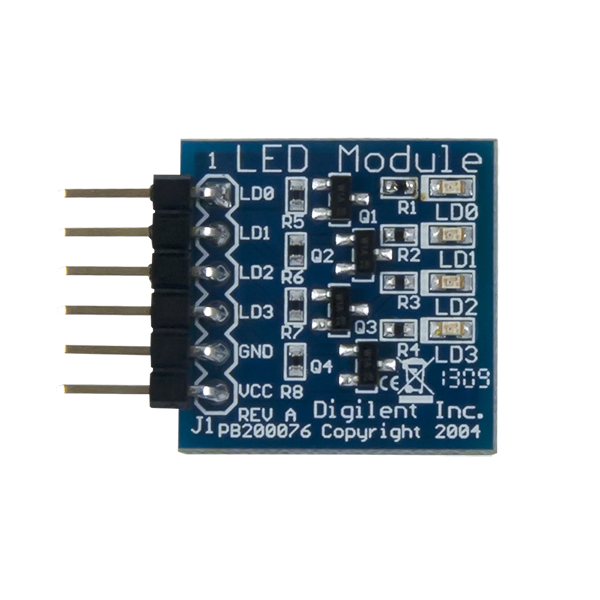 1 LED Module
LD0
R5
Q1
R1
LD0
LD1
Q2
R2
LD1
LD2
R6
R3
LD2
LD3
R7
Q3
R4
LD3
GND
Q4
CE
1309
VCC R8
REV A Digilent Inc.
J1 PB200076 Copyright 2004